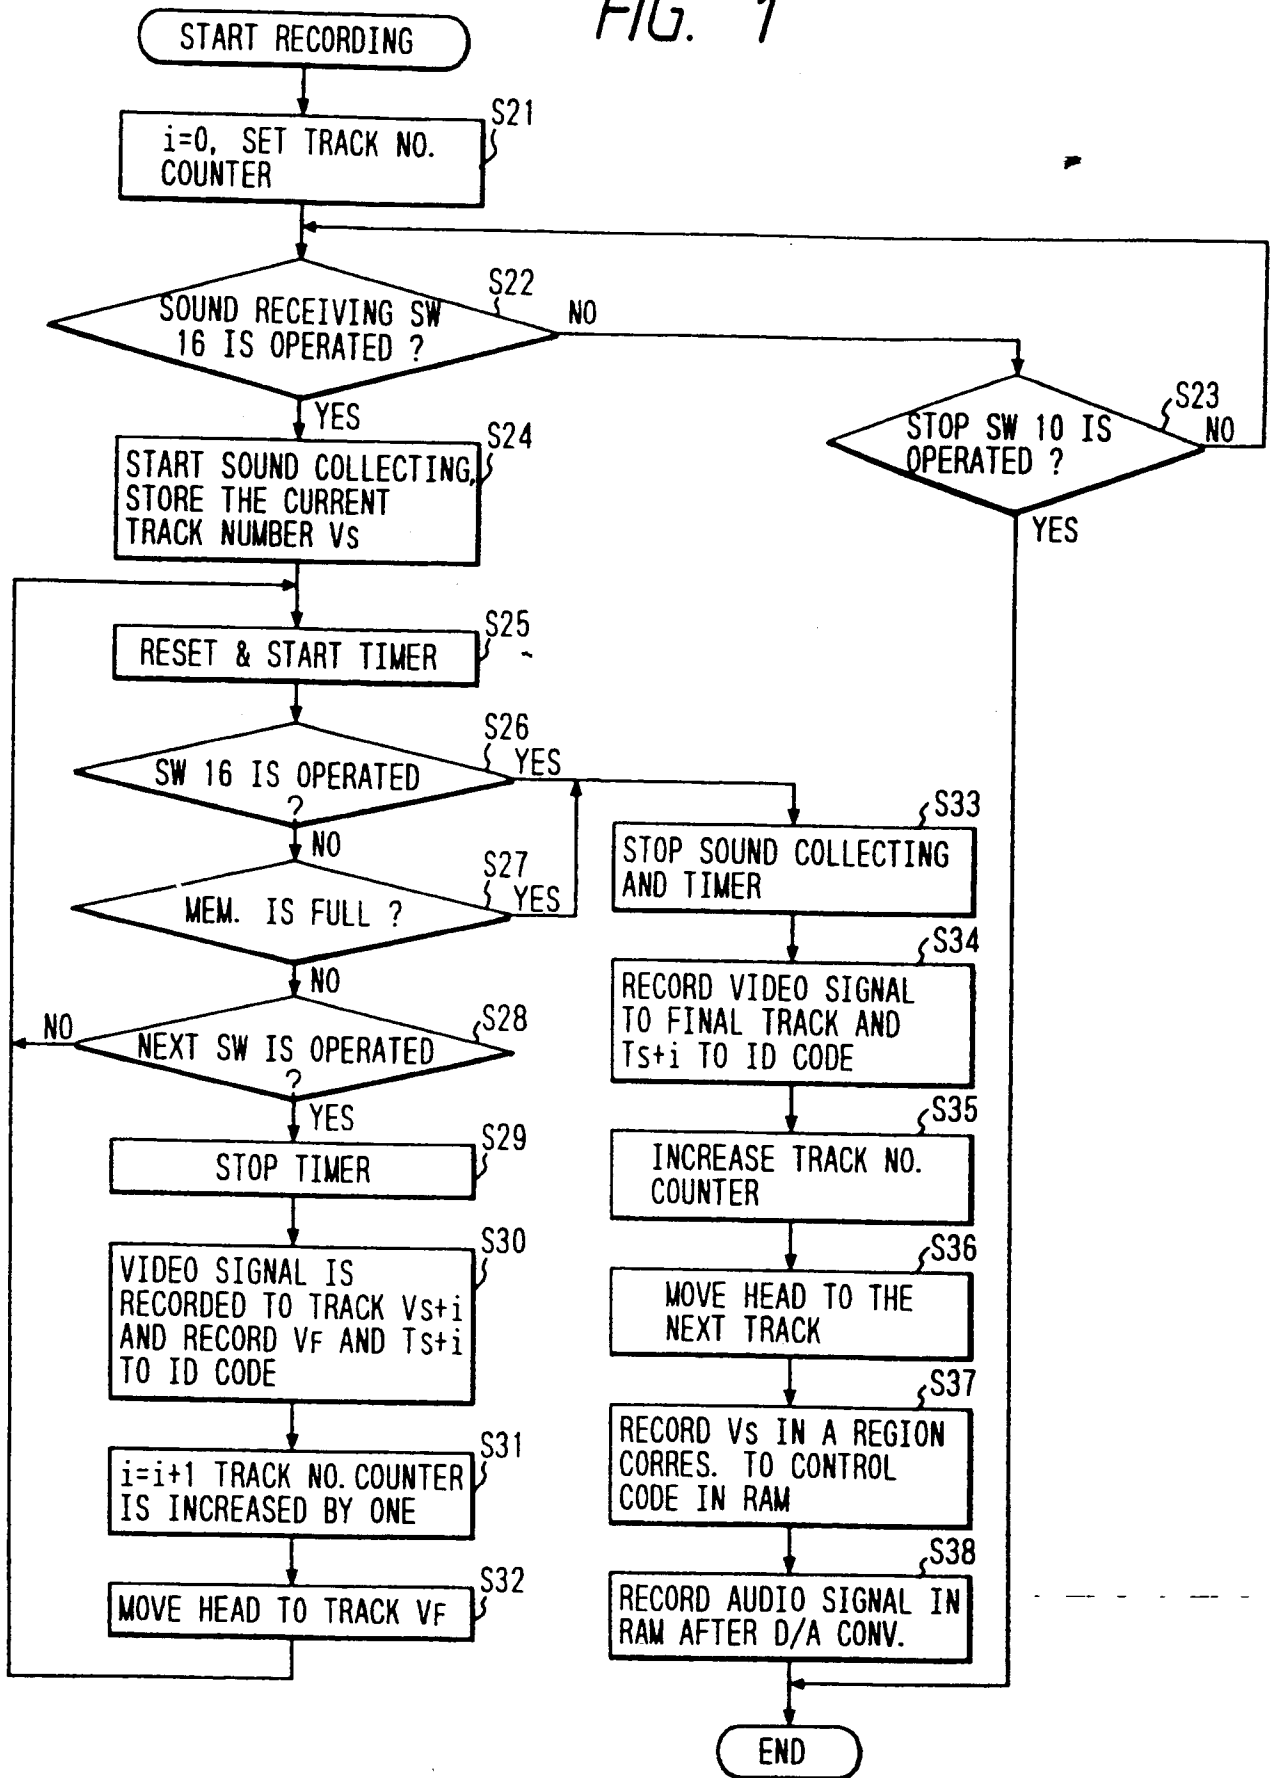 FIG. 1
START RECORDING
S21
i=0, SET TRACK NO.
COUNTER
S22
SOUND RECEIVING SW
16 IS OPERATED ?
NO
YES
S23
STOP SW 10 IS
OPERATED ?
NO
YES
S24
START SOUND COLLECTING,
STORE THE CURRENT
TRACK NUMBER Vs
S25
RESET & START TIMER
S26
SW 16 IS OPERATED
?
YES
NO
S27
MEM. IS FULL ?
YES
NO
S28
NEXT SW IS OPERATED
?
NO
YES
S29
STOP TIMER
S30
VIDEO SIGNAL IS
RECORDED TO TRACK Vs+i
AND RECORD VF AND Ts+i
TO ID CODE
S31
i=i+1 TRACK NO. COUNTER
IS INCREASED BY ONE
S32
MOVE HEAD TO TRACK VF
S33
STOP SOUND COLLECTING
AND TIMER
S34
RECORD VIDEO SIGNAL
TO FINAL TRACK AND
Ts+i TO ID CODE
S35
INCREASE TRACK NO.
COUNTER
S36
MOVE HEAD TO THE
NEXT TRACK
S37
RECORD Vs IN A REGION
CORRES. TO CONTROL
CODE IN RAM
S38
RECORD AUDIO SIGNAL IN
RAM AFTER D/A CONV.
END